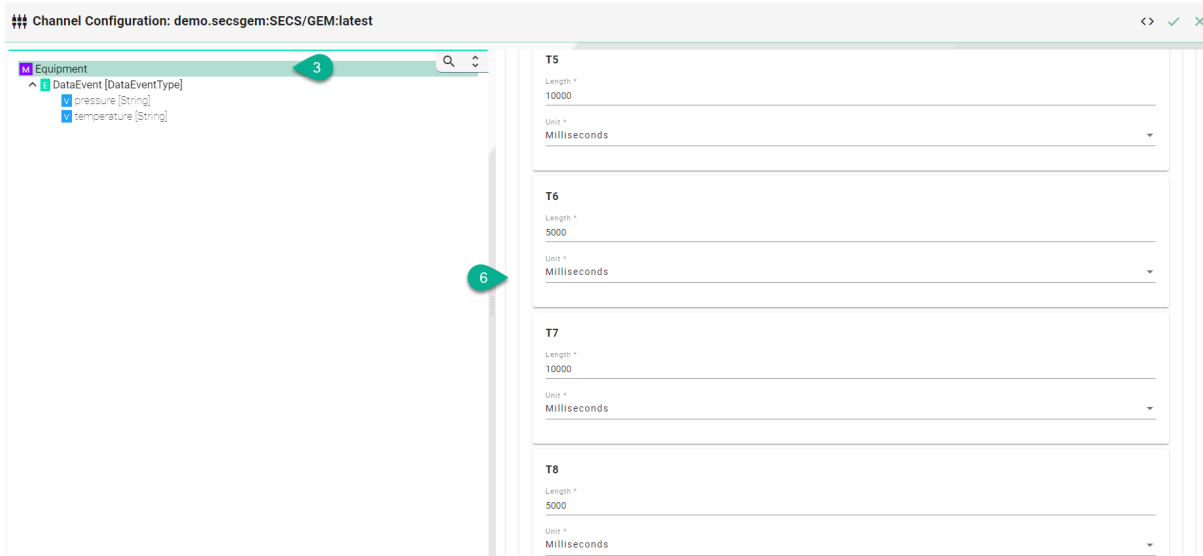 Channel Configuration: demo.secsgem:SECS/GEM:latest
M Equipment
3
E DataEvent [DataEventType]
V pressure [String]
V temperature [String]
T5
Length *
10000
Unit *
Milliseconds
T6
Length *
5000
Unit *
Milliseconds
6
T7
Length *
10000
Unit *
Milliseconds
T8
Length *
5000
Unit *
Milliseconds